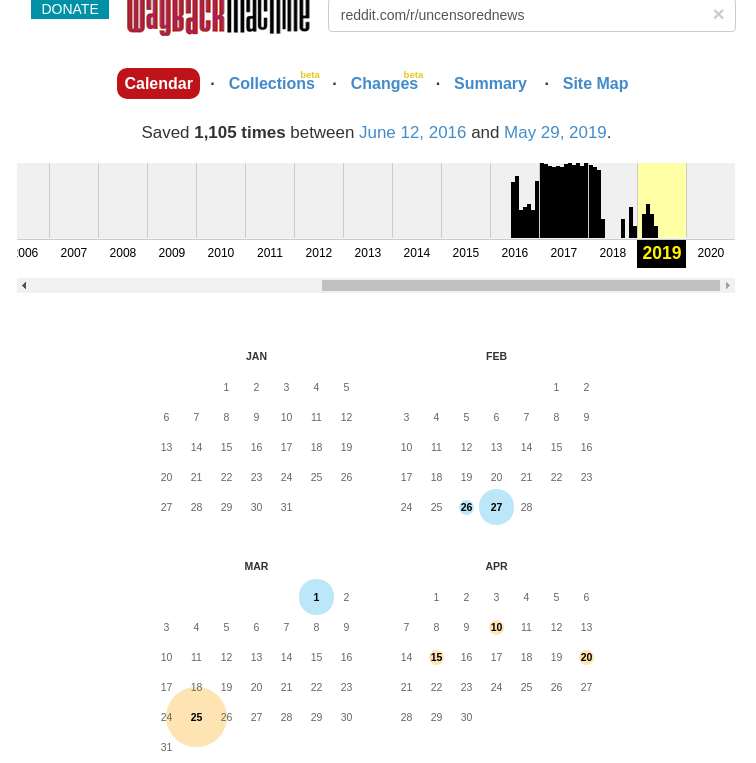 DONATE
WayBackMachine
reddit.com/r/uncensorednews ×
Calendar · Collections beta · Changes beta · Summary · Site Map
Saved 1,105 times between June 12, 2016 and May 29, 2019.
2007 2008 2009 2010 2011 2012 2013 2014 2015 2016 2017 2018 2019 2020
JAN
1 2 3 4 5
6 7 8 9 10 11 12
13 14 15 16 17 18 19
20 21 22 23 24 25 26
27 28 29 30 31
FEB
1 2
3 4 5 6 7 8 9
10 11 12 13 14 15 16
17 18 19 20 21 22 23
24 25 26 27 28
MAR
1 2
3 4 5 6 7 8 9
10 11 12 13 14 15 16
17 18 19 20 21 22 23
24 25 26 27 28 29 30
31
APR
1 2 3 4 5 6
7 8 9 10 11 12 13
14 15 16 17 18 19 20
21 22 23 24 25 26 27
28 29 30